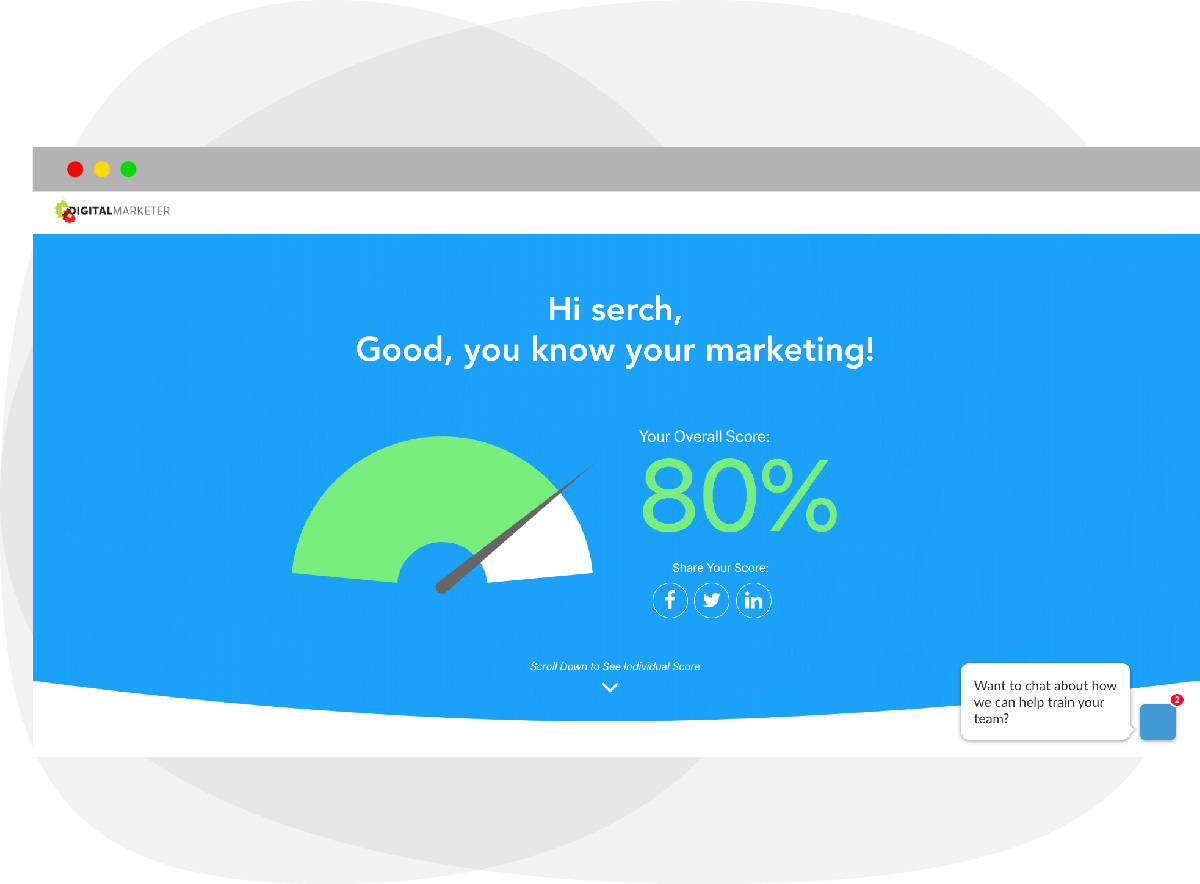 DIGITALMARKETER
Hi serch,
Good, you know your marketing!
Your Overall Score:
80%
Share Your Score:
Scroll Down to See Individual Score
Want to chat about how
we can help train your
team?
2